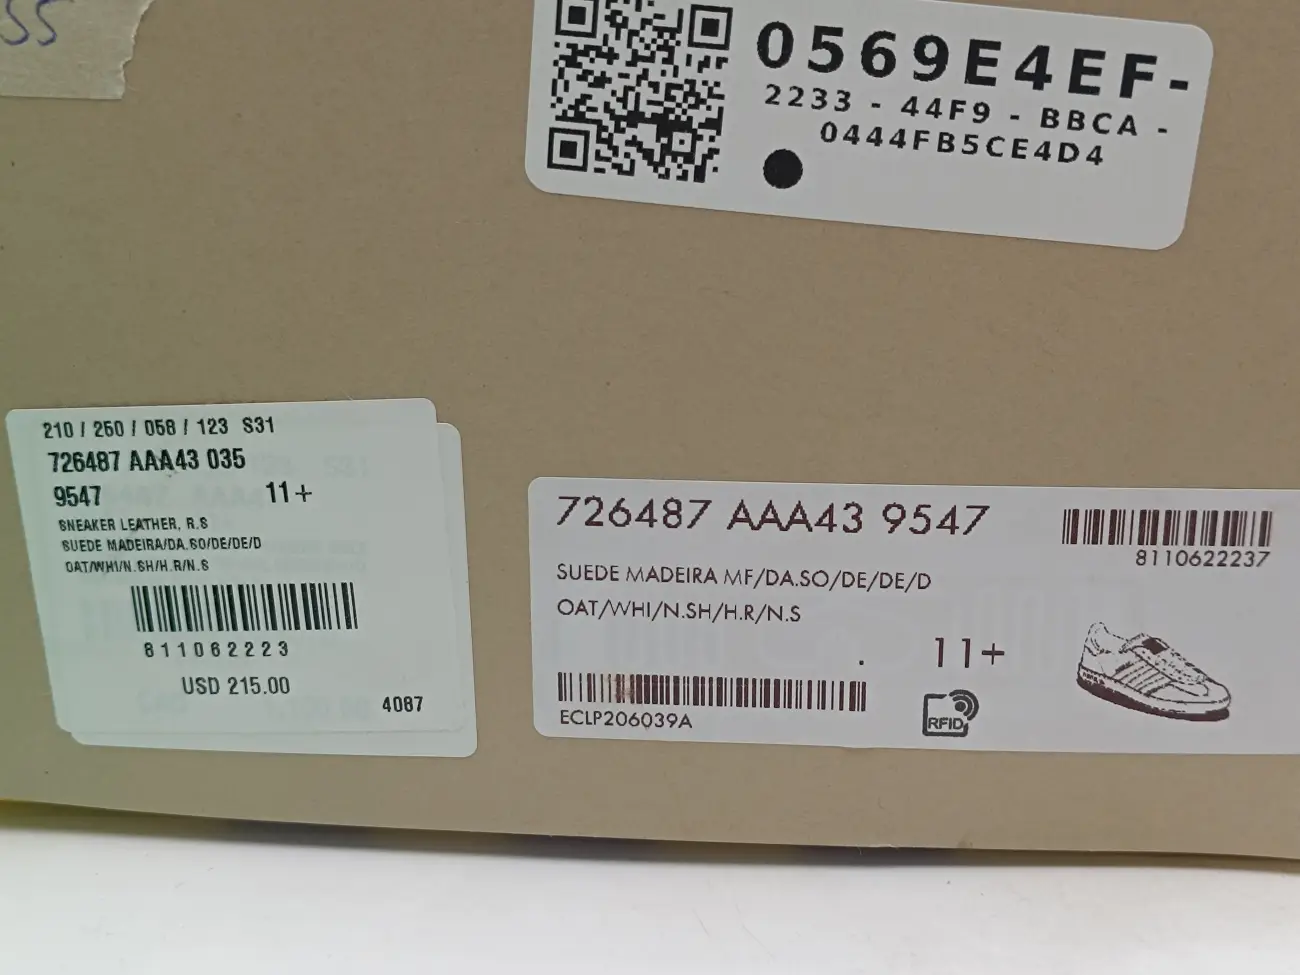 55
0569E4EF-
2233 - 44F9 - BBCA -
0444FB5CE4D4
210 / 260 / 058 / 123 S31
726487 AAA43 035
9547 11+
SNEAKER LEATHER, R.S
SUEDE MADEIRA/DA.SO/DE/DE/D
OAT/WHI/N.SH/H.R/N.S
811062223
USD 215.00
4087
726487 AAA43 9547
8110622237
SUEDE MADEIRA MF/DA.SO/DE/DE/D
OAT/WHI/N.SH/H.R/N.S
11+
ECLP206039A
RFID